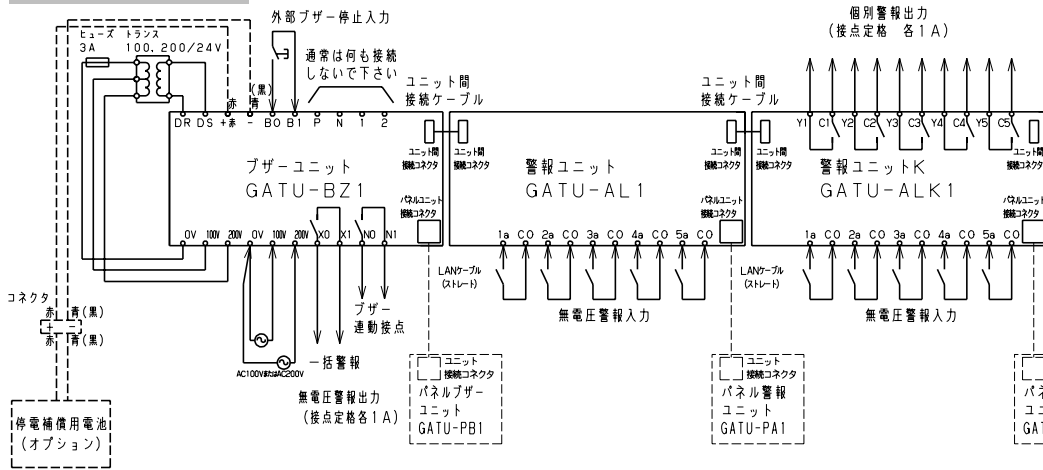 外部ブザー停止入力
個別警報出力
(接点定格 各1A)
ヒューズ トランス
3A 100, 200/24V
通常は何も接続
しないで下さい
ユニット間
接続ケーブル
ユニット間
接続ケーブル
赤 青 (黒)
DR DS +赤 - B0 B1 P N 1 2
Y1 C1 Y2 C2 Y3 C3 Y4 C4 Y5 C5
ユニット間
接続コネクタ
ユニット間
接続コネクタ
ユニット間
接続コネクタ
ユニット間
接続コネクタ
ユニット間
接続コネクタ
ブザーユニット
GATU-BZ1
警報ユニット
GATU-AL1
警報ユニットK
GATU-ALK1
パネルユニット
接続コネクタ
パネルユニット
接続コネクタ
パネルユニット
接続コネクタ
0V 100V 200V 0V 100V 200V X0 X1 N0 N1
1a C0 2a C0 3a C0 4a C0 5a C0
1a C0 2a C0 3a C0 4a C0 5a C0
LANケーブル
(ストレート)
LANケーブル
(ストレート)
コネクタ
赤 青(黒)
+ -
赤 青(黒)
ブザー
連動接点
無電圧警報入力
無電圧警報入力
一括警報
AC100VまたはAC200V
無電圧警報出力
(接点定格各1A)
ユニット
接続コネクタ
パネルブザー
ユニット
GATU-PB1
ユニット
接続コネクタ
パネル警報
ユニット
GATU-PA1
ユニット
接続コネクタ
パネ
ユニ
GAT
停電補償用電池
(オプション)